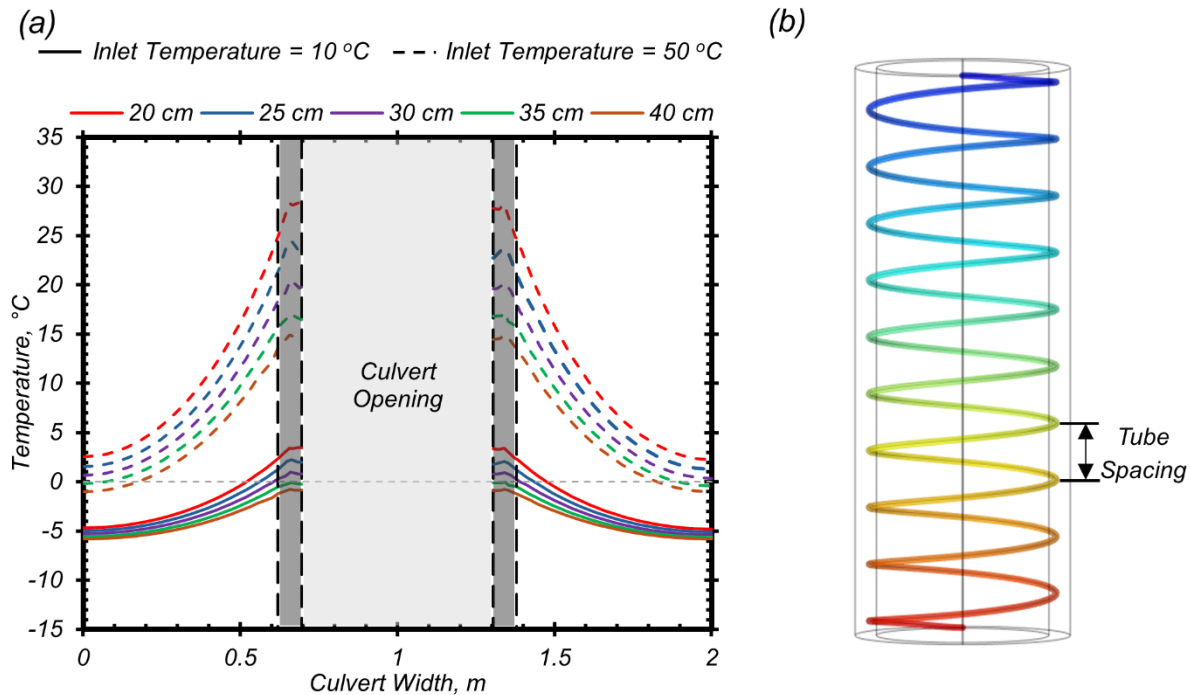 (a)
Inlet Temperature = 10 °C
Inlet Temperature = 50 °C
20 cm
25 cm
30 cm
35 cm
40 cm
35
30
25
20
15
10
5
0
-5
-10
-15
Temperature, °C
Culvert
Opening
0
0.5
1
1.5
2
Culvert Width, m
(b)
Tube
Spacing